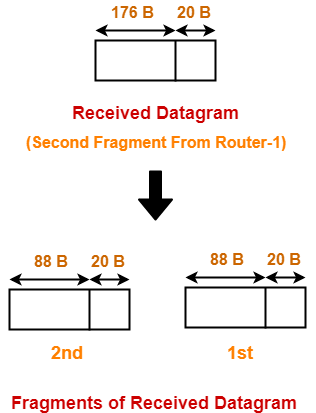 176 B 20 B
Received Datagram
(Second Fragment From Router-1)
88 B 20 B 88 B 20 B
2nd 1st
Fragments of Received Datagram